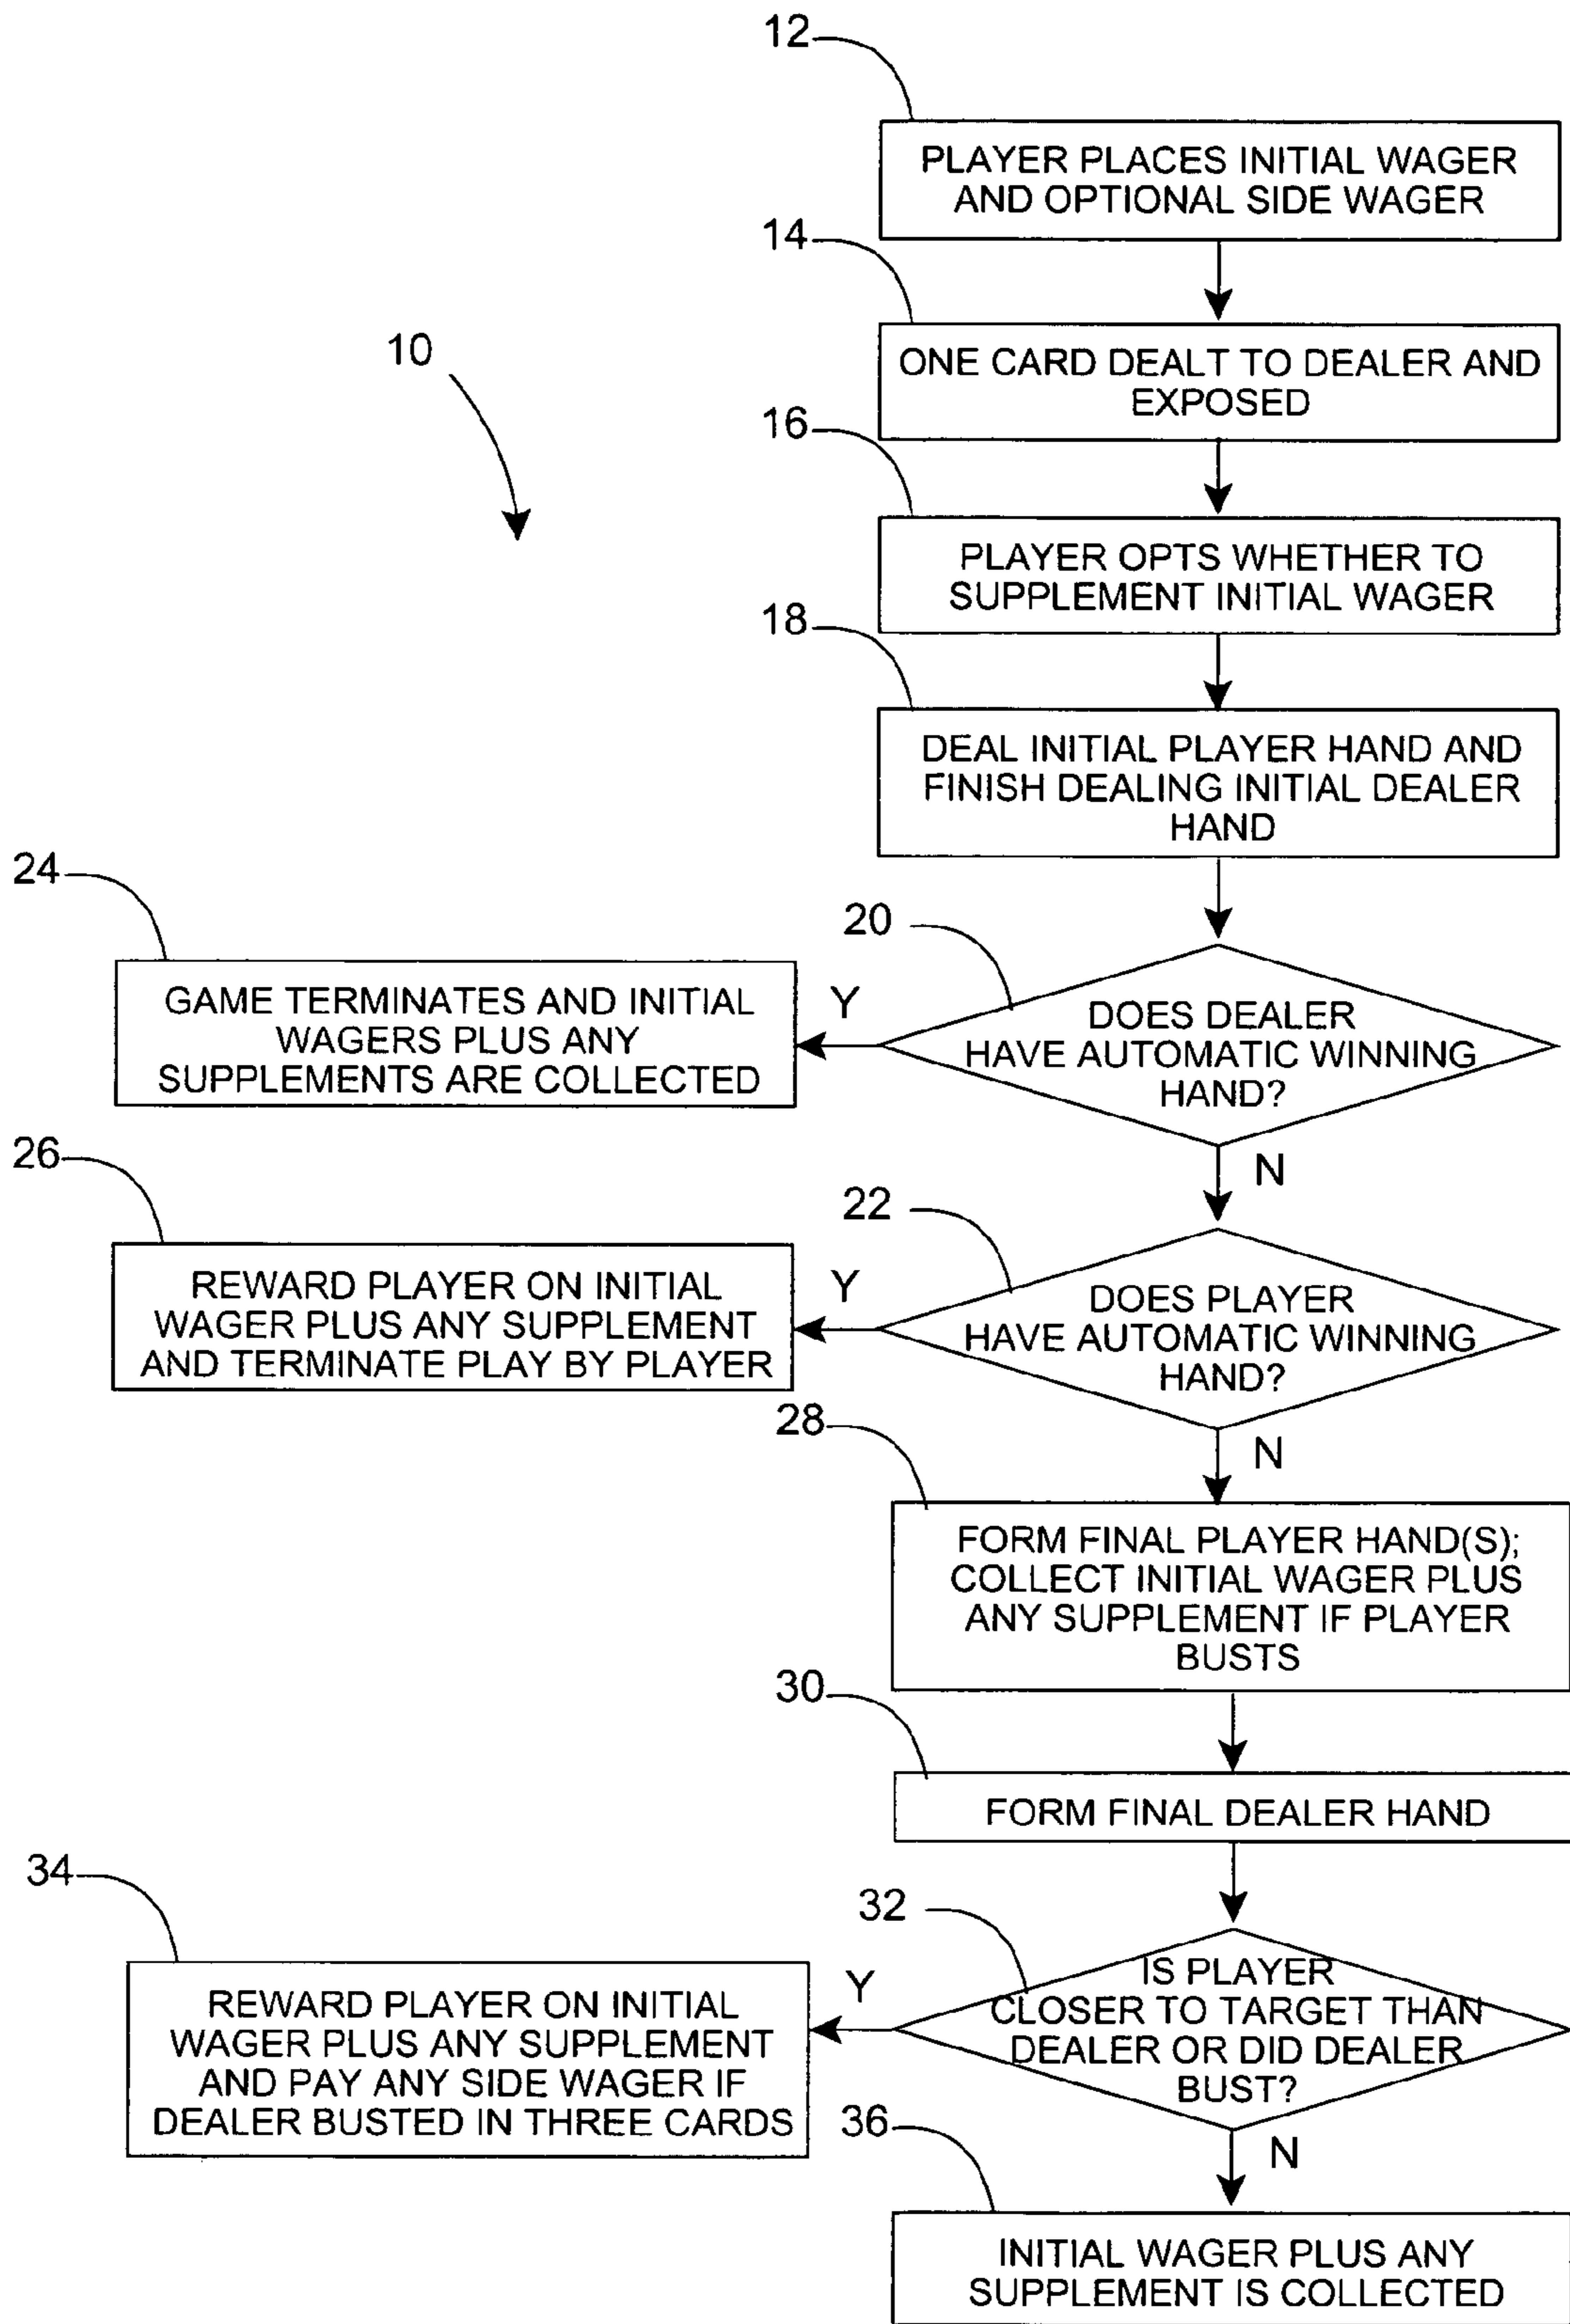 12
PLAYER PLACES INITIAL WAGER
AND OPTIONAL SIDE WAGER
14
ONE CARD DEALT TO DEALER AND
EXPOSED
10
16
PLAYER OPTS WHETHER TO
SUPPLEMENT INITIAL WAGER
18
DEAL INITIAL PLAYER HAND AND
FINISH DEALING INITIAL DEALER
HAND
20
DOES DEALER
HAVE AUTOMATIC WINNING
HAND?
Y
24
GAME TERMINATES AND INITIAL
WAGERS PLUS ANY
SUPPLEMENTS ARE COLLECTED
N
22
DOES PLAYER
HAVE AUTOMATIC WINNING
HAND?
Y
26
REWARD PLAYER ON INITIAL
WAGER PLUS ANY SUPPLEMENT
AND TERMINATE PLAY BY PLAYER
N
28
FORM FINAL PLAYER HAND(S);
COLLECT INITIAL WAGER PLUS
ANY SUPPLEMENT IF PLAYER
BUSTS
30
FORM FINAL DEALER HAND
32
IS PLAYER
CLOSER TO TARGET THAN
DEALER OR DID DEALER
BUST?
Y
34
REWARD PLAYER ON INITIAL
WAGER PLUS ANY SUPPLEMENT
AND PAY ANY SIDE WAGER IF
DEALER BUSTED IN THREE CARDS
N
36
INITIAL WAGER PLUS ANY
SUPPLEMENT IS COLLECTED